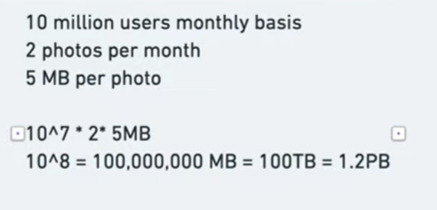 10 million users monthly basis
2 photos per month
5 MB per photo
10^7 * 2* 5MB
10^8 = 100,000,000 MB = 100TB = 1.2PB